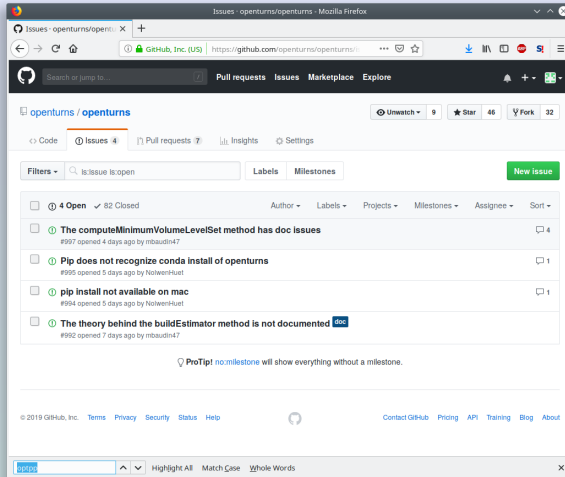 Issues · openturns/openturns - Mozilla Firefox
Issues · openturns/opentu
GitHub, Inc. (US) https://github.com/openturns/openturns/i
Search or jump to... / Pull requests Issues Marketplace Explore
openturns / openturns Unwatch 9 Star 46 Fork 32
Code Issues 4 Pull requests 7 Insights Settings
Filters is:issue is:open Labels Milestones New issue
4 Open 82 Closed Author Labels Projects Milestones Assignee Sort
The computeMinimumVolumeLevelSet method has doc issues 4
#997 opened 4 days ago by mbaudin47
Pip does not recognize conda install of openturns 1
#995 opened 5 days ago by NolwenHuet
pip install not available on mac 1
#994 opened 5 days ago by NolwenHuet
The theory behind the buildEstimator method is not documented doc
#992 opened 7 days ago by mbaudin47
ProTip! no:milestone will show everything without a milestone.
© 2019 GitHub, Inc. Terms Privacy Security Status Help Contact GitHub Pricing API Training Blog About
optpp Highlight All Match Case Whole Words